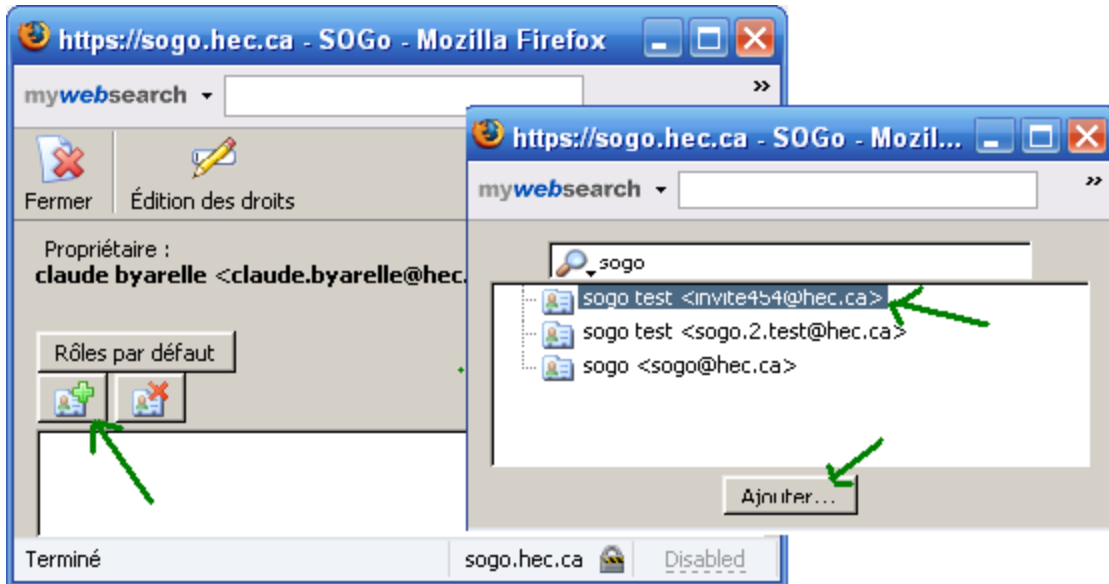 https://sogo.hec.ca - SOGo - Mozilla Firefox
mywebsearch
»
Fermer
Édition des droits
Propriétaire :
claude byarelle <claude.byarelle@hec.
Rôles par défaut
Terminé
sogo.hec.ca
Disabled
https://sogo.hec.ca - SOGo - Mozil...
mywebsearch
»
sogo
sogo test <invite454@hec.ca>
sogo test <sogo.2.test@hec.ca>
sogo <sogo@hec.ca>
Ajouter...